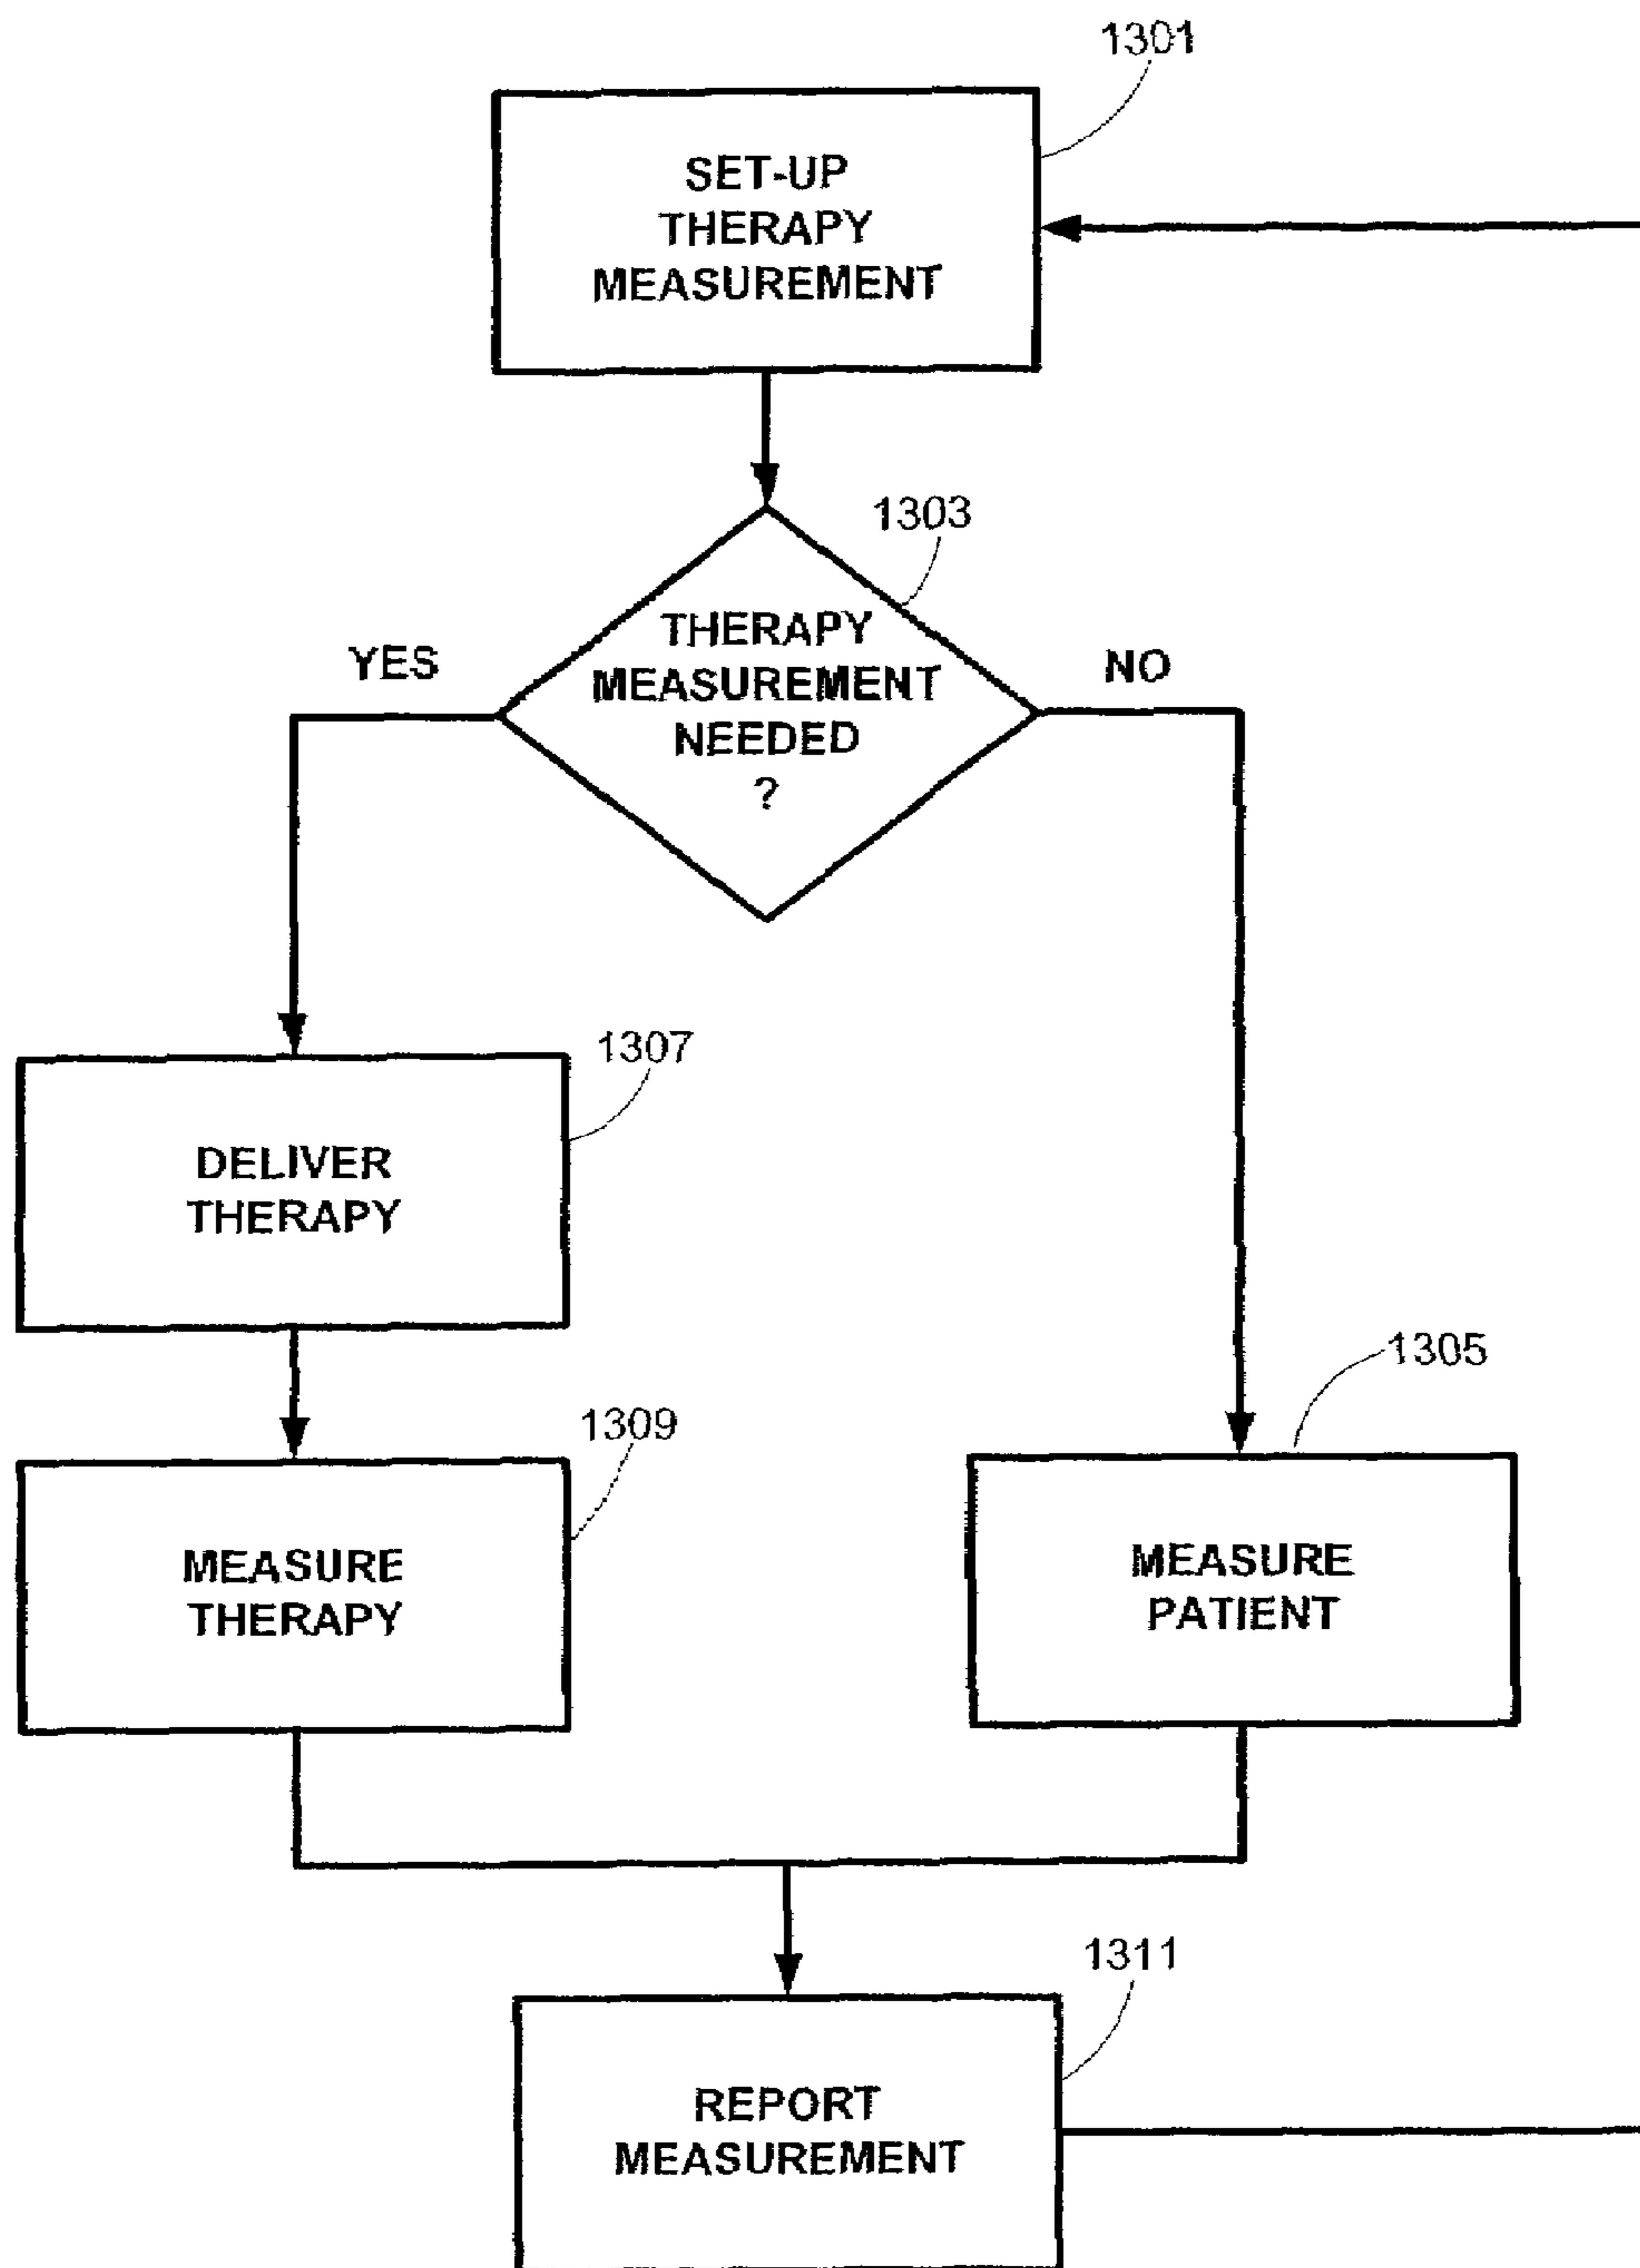 1301
SET-UP
THERAPY
MEASUREMENT
1303
THERAPY
MEASUREMENT
NEEDED
?
YES
NO
1307
DELIVER
THERAPY
1305
1309
MEASURE
THERAPY
MEASURE
PATIENT
1311
REPORT
MEASUREMENT